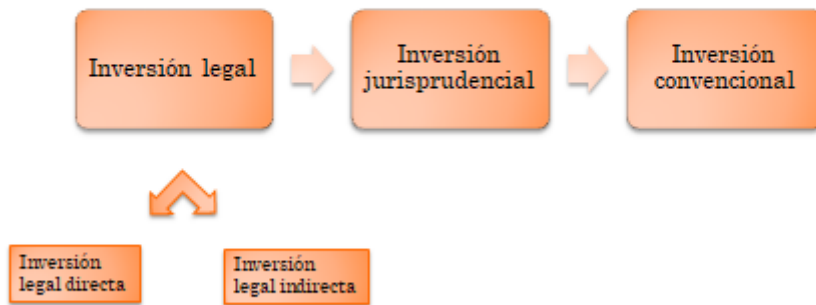 Inversión legal
Inversión
jurisprudencial
Inversión
convencional
Inversión
legal directa
Inversión
legal indirecta